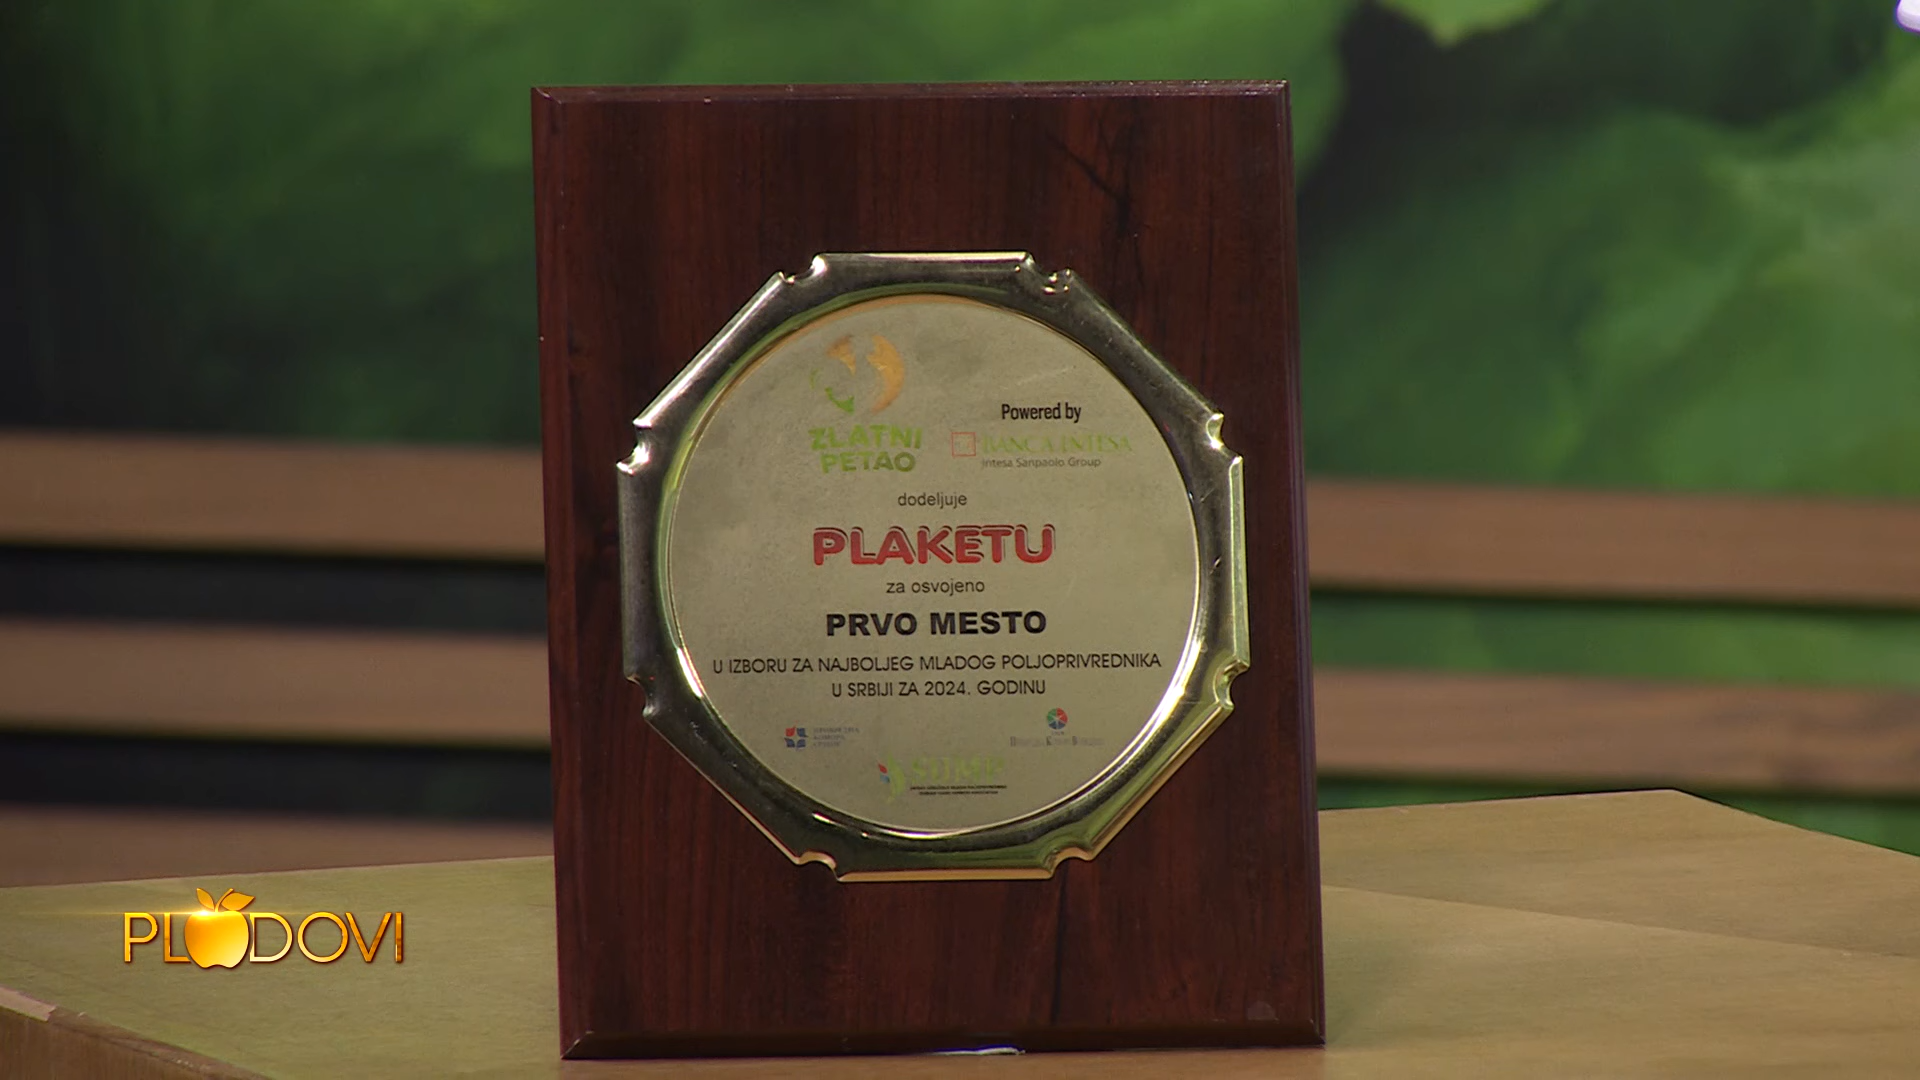 ZLATNI
PETAO
Powered by
BANCA INTESA
Intesa Sanpaolo Group
dodeljuje
PLAKETU
za osvojeno
PRVO MESTO
U IZBORU ZA NAJBOLJEG MLADOG POLJOPRIVREDNIKA
U SRBIJI ZA 2024. GODINU
PLODOVI